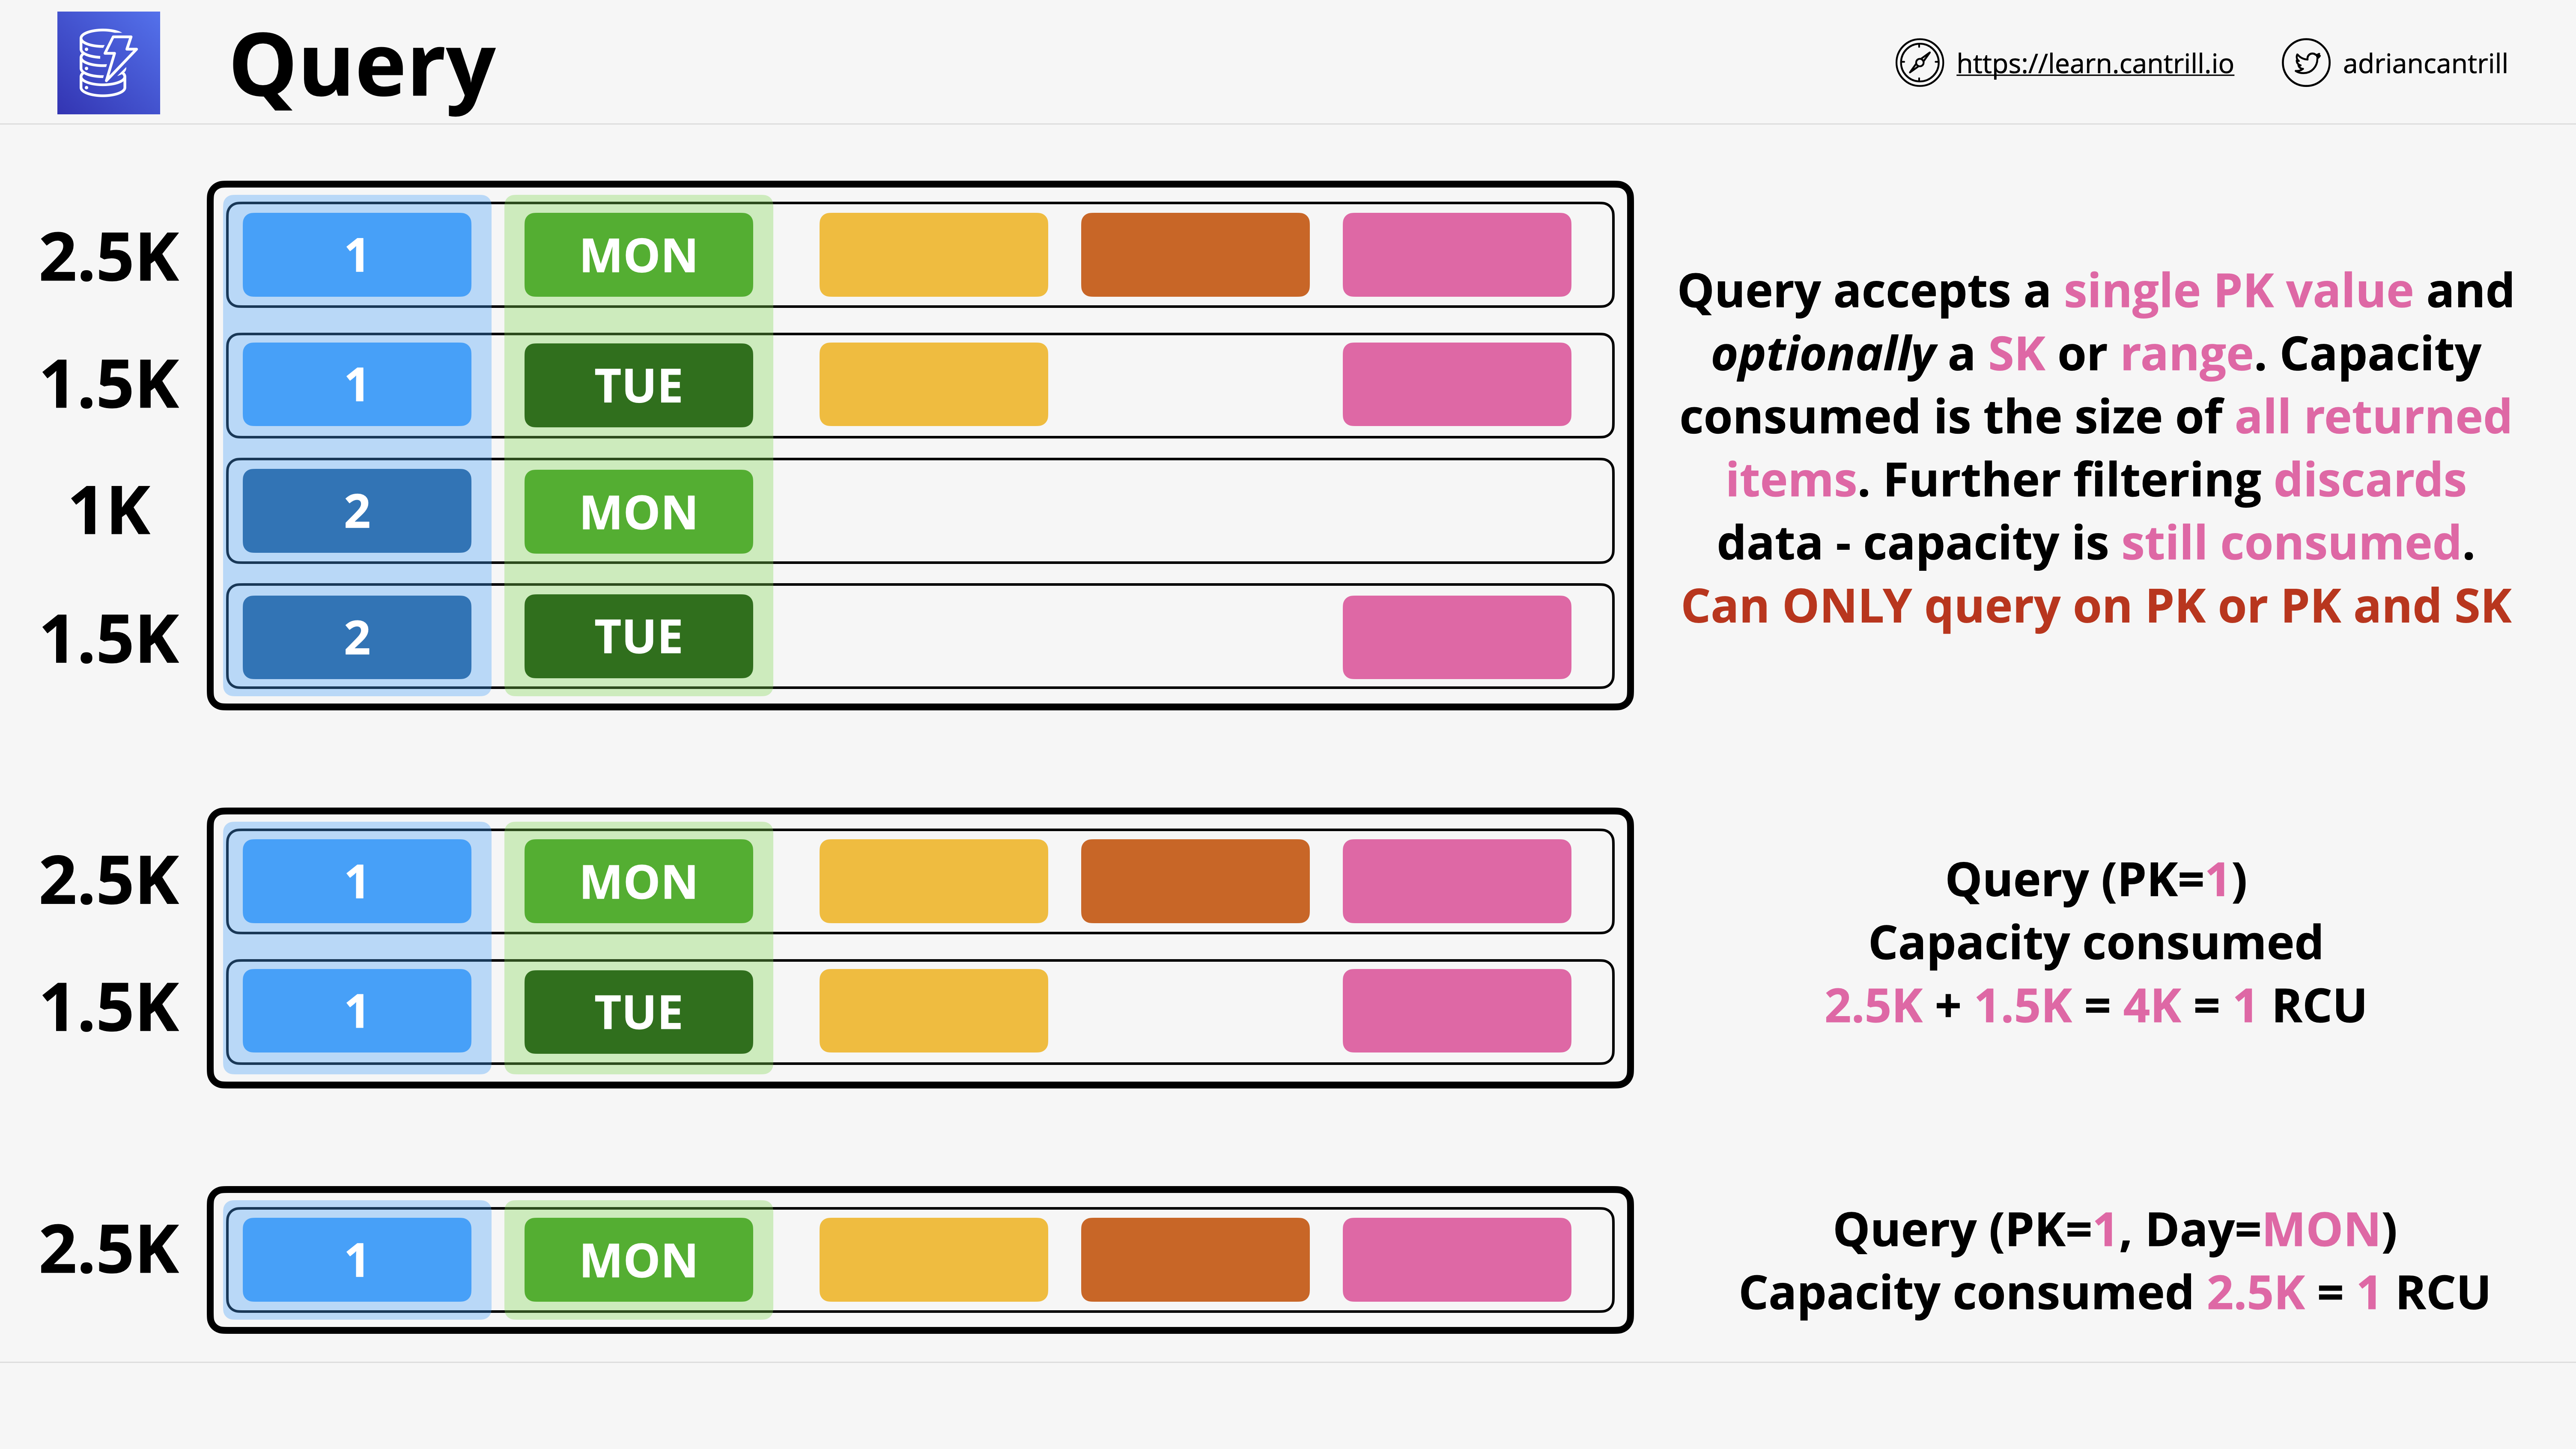 Query
https://learn.cantrill.io
adriancantrill
2.5K 1 MON
1.5K 1 TUE
1K 2 MON
1.5K 2 TUE
Query accepts a single PK value and
optionally a SK or range. Capacity
consumed is the size of all returned
items. Further filtering discards
data - capacity is still consumed.
Can ONLY query on PK or PK and SK
2.5K 1 MON
1.5K 1 TUE
Query (PK=1)
Capacity consumed
2.5K + 1.5K = 4K = 1 RCU
2.5K 1 MON
Query (PK=1, Day=MON)
Capacity consumed 2.5K = 1 RCU